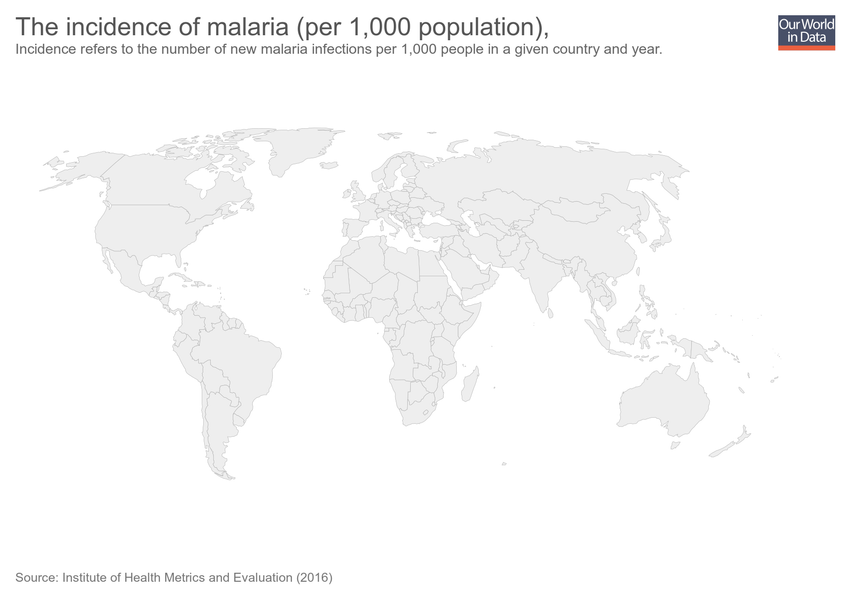 The incidence of malaria (per 1,000 population),
Incidence refers to the number of new malaria infections per 1,000 people in a given country and year.
Our World
in Data
Source: Institute of Health Metrics and Evaluation (2016)